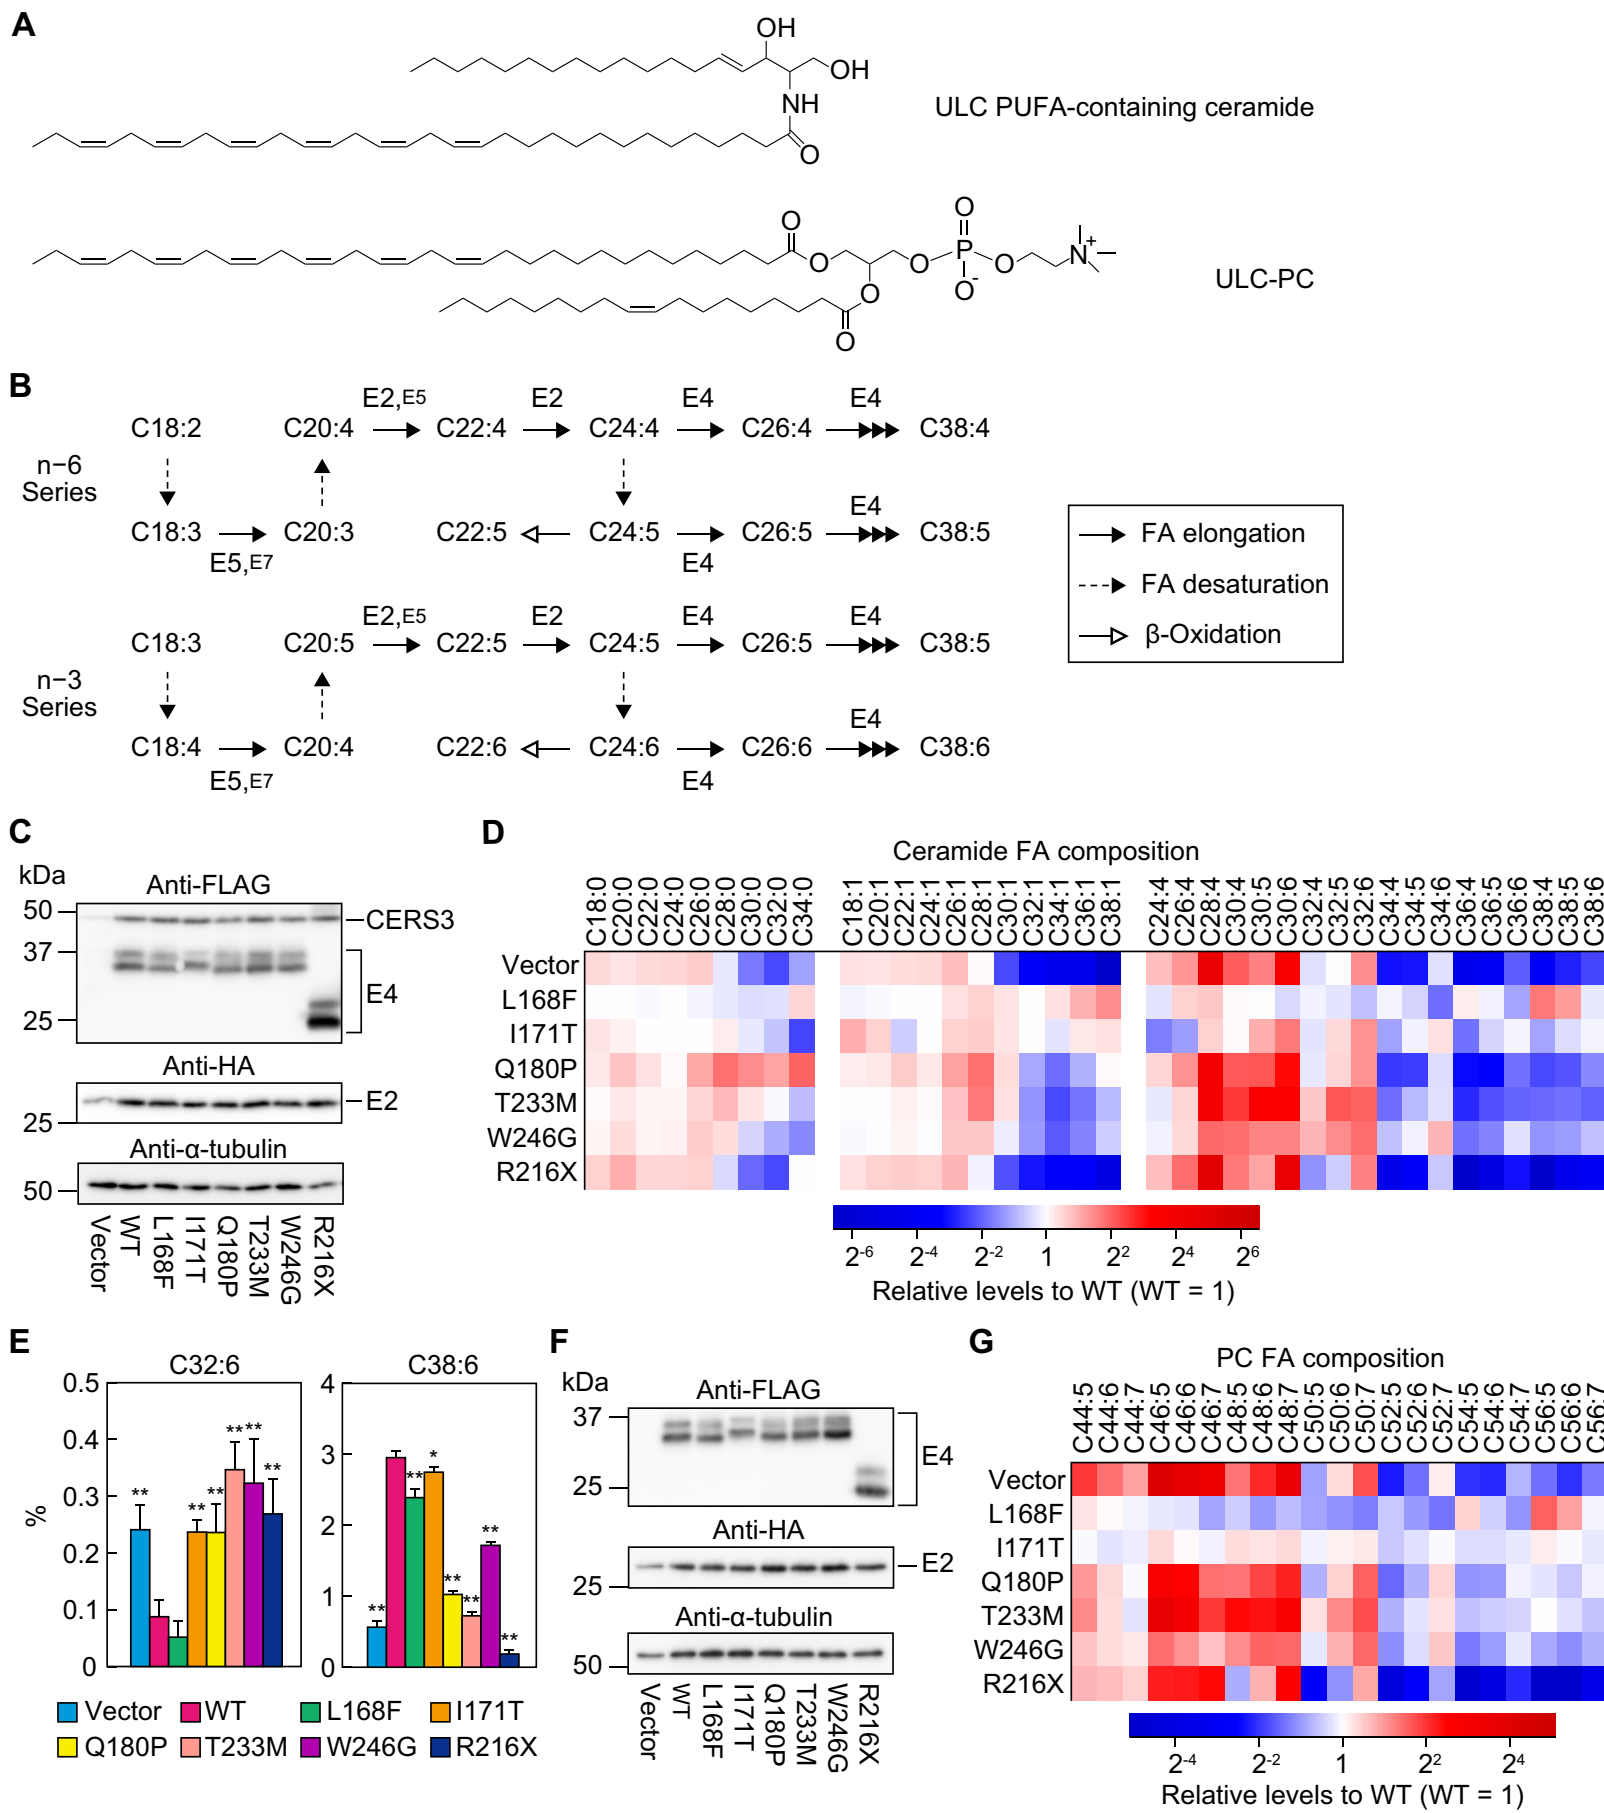 A
OH
OH
NH
O
ULC PUFA-containing ceramide
O
O
O
O
P
O
O-
O
N+
O
ULC-PC
B
E2,E5 E2 E4 E4
C18:2 C20:4 C22:4 C24:4 C26:4 C38:4
n−6
Series
E4
C18:3 C20:3 C22:5 C24:5 C26:5 C38:5
E5,E7 E4
E2,E5 E2 E4 E4
C18:3 C20:5 C22:5 C24:5 C26:5 C38:5
n−3
Series
E4
C18:4 C20:4 C22:6 C24:6 C26:6 C38:6
E5,E7 E4
FA elongation
FA desaturation
β-Oxidation
C
kDa
Anti-FLAG
50
CERS3
37
E4
25
Anti-HA
E2
25
Anti-α-tubulin
50
Vector WT L168F I171T Q180P T233M W246G R216X
D
Ceramide FA composition
C18:0 C20:0 C22:0 C24:0 C26:0 C28:0 C30:0 C32:0 C34:0 C18:1 C20:1 C22:1 C24:1 C26:1 C28:1 C30:1 C32:1 C34:1 C36:1 C38:1 C24:4 C26:4 C28:4 C30:4 C30:5 C30:6 C32:4 C32:5 C32:6 C34:4 C34:5 C34:6 C36:4 C36:5 C36:6 C38:4 C38:5 C38:6
Vector
L168F
I171T
Q180P
T233M
W246G
R216X
2-6 2-4 2-2 1 22 24 26
Relative levels to WT (WT = 1)
E
C32:6
0.5
0.4
0.3
0.2
0.1
0
%
** ** ** ** ** **
C38:6
4
3
2
1
0
** ** * ** ** ** **
Vector WT L168F I171T
Q180P T233M W246G R216X
F
kDa
Anti-FLAG
37
E4
25
Anti-HA
E2
25
Anti-α-tubulin
50
Vector WT L168F I171T Q180P T233M W246G R216X
G
PC FA composition
C44:5 C44:6 C44:7 C46:5 C46:6 C46:7 C48:5 C48:6 C48:7 C50:5 C50:6 C50:7 C52:5 C52:6 C52:7 C54:5 C54:6 C54:7 C56:5 C56:6 C56:7
Vector
L168F
I171T
Q180P
T233M
W246G
R216X
2-4 2-2 1 22 24
Relative levels to WT (WT = 1)